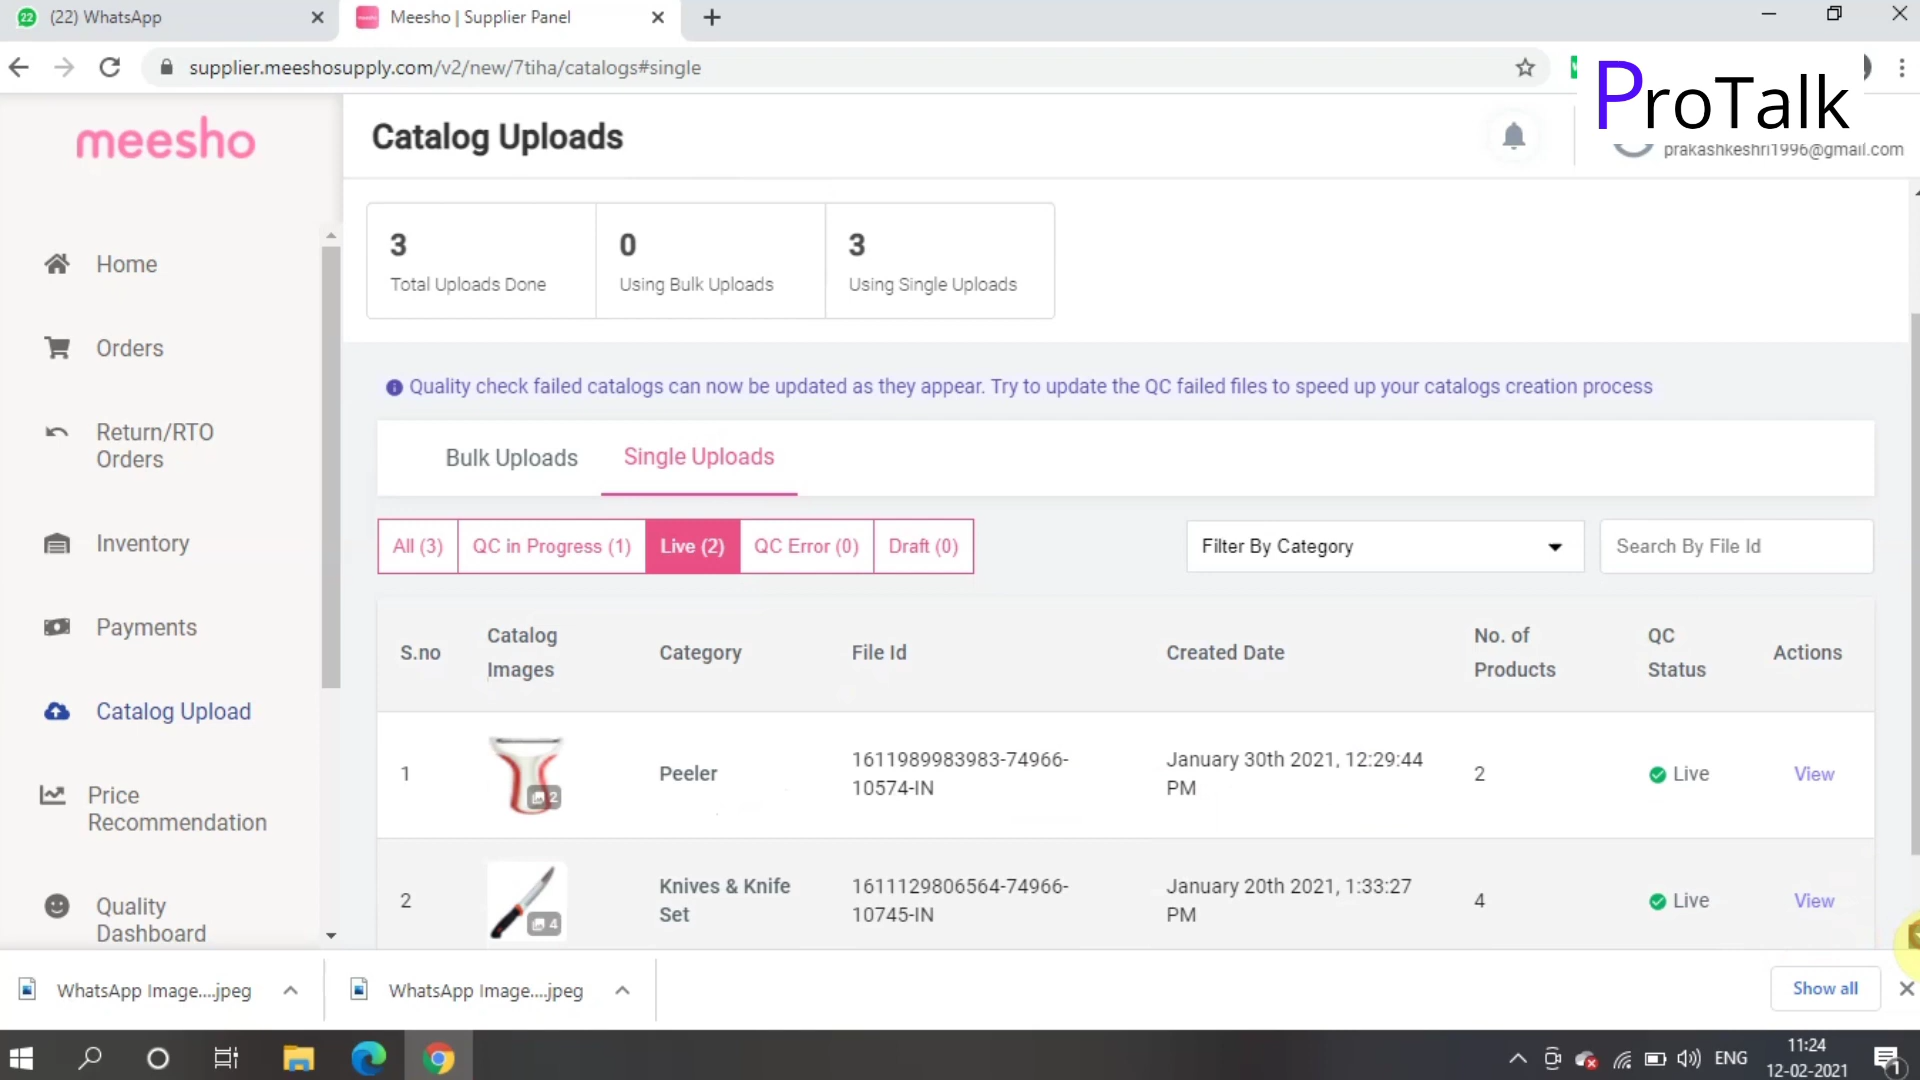 22
(22) WhatsApp
Meesho | Supplier Panel
supplier.meeshosupply.com/v2/new/7tiha/catalogs#single
ProTalk
meesho
Catalog Uploads
prakashkeshri1996@gmail.com
Home
Orders
Return/RTO
Orders
Inventory
Payments
Catalog Upload
Price
Recommendation
Quality
Dashboard
3
Total Uploads Done
0
Using Bulk Uploads
3
Using Single Uploads
Quality check failed catalogs can now be updated as they appear. Try to update the QC failed files to speed up your catalogs creation process
Bulk Uploads
Single Uploads
All (3)
QC in Progress (1)
Live (2)
QC Error (0)
Draft (0)
Filter By Category
Search By File Id
S.no
Catalog
Images
Category
File Id
Created Date
No. of
Products
QC
Status
Actions
1
2
Peeler
1611989983983-74966-
10574-IN
January 30th 2021, 12:29:44
PM
2
Live
View
2
4
Knives & Knife
Set
1611129806564-74966-
10745-IN
January 20th 2021, 1:33:27
PM
4
Live
View
WhatsApp Image....jpeg
WhatsApp Image....jpeg
Show all
ENG
11:24
12-02-2021
1